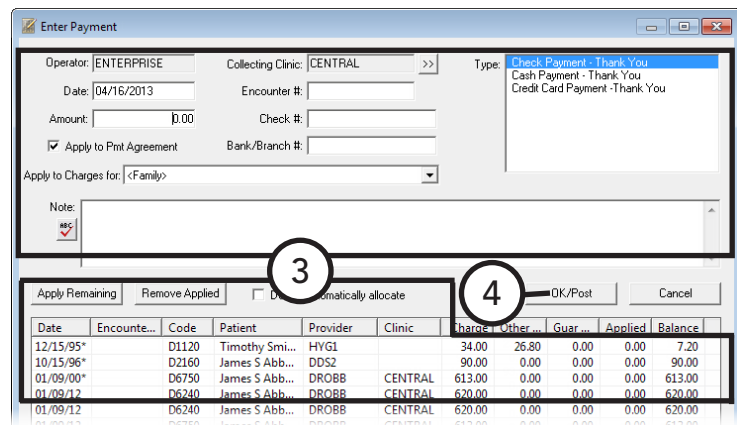 Enter Payment
Operator: ENTERPRISE Collecting Clinic: CENTRAL >> Type: Check Payment - Thank You
Cash Payment - Thank You
Credit Card Payment -Thank You
Date: 04/16/2013 Encounter #:
Amount: 0.00 Check #:
Apply to Pmt Agreement Bank/Branch #:
Apply to Charges for: <Family>
Note:
ABC
3
4
Apply Remaining Remove Applied automatically allocate OK/Post Cancel
Date Encounte... Code Patient Provider Clinic Charge Other ... Guar ... Applied Balance
12/15/95* D1120 Timothy Smi... HYG1 34.00 26.80 0.00 0.00 7.20
10/15/96* D2160 James S Abb... DDS2 90.00 0.00 0.00 0.00 90.00
01/09/00* D6750 James S Abb... DROBB CENTRAL 613.00 0.00 0.00 0.00 613.00
01/09/12 D6240 James S Abb... DROBB CENTRAL 620.00 0.00 0.00 0.00 620.00
01/09/12 D6240 James S Abb... DROBB CENTRAL 620.00 0.00 0.00 0.00 620.00